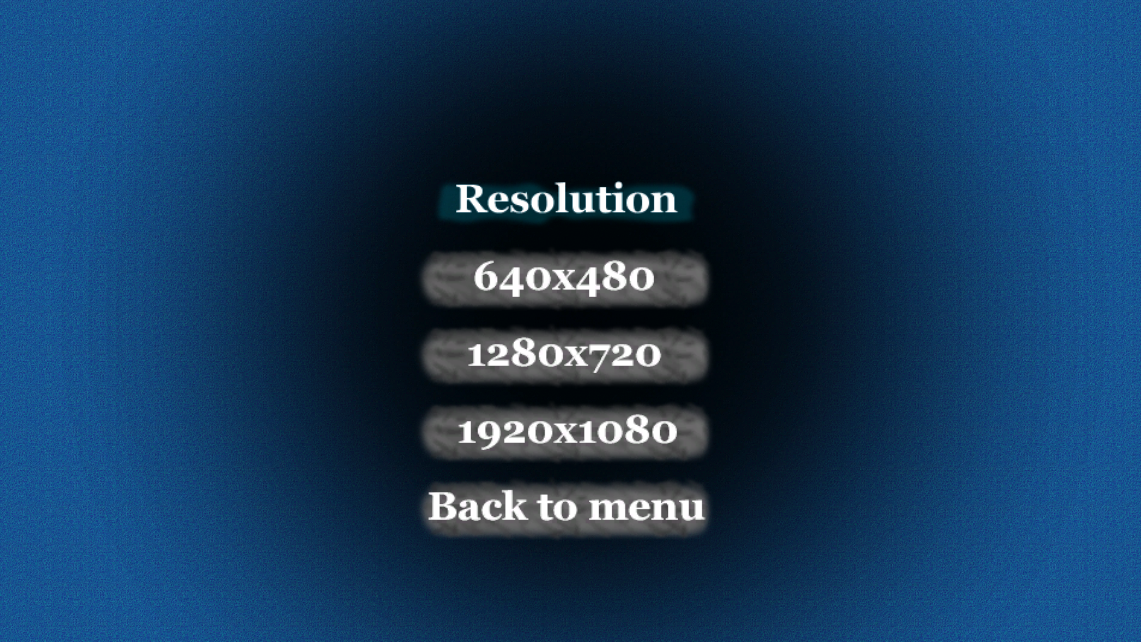 Resolution
640x480
1280x720
1920x1080
Back to menu